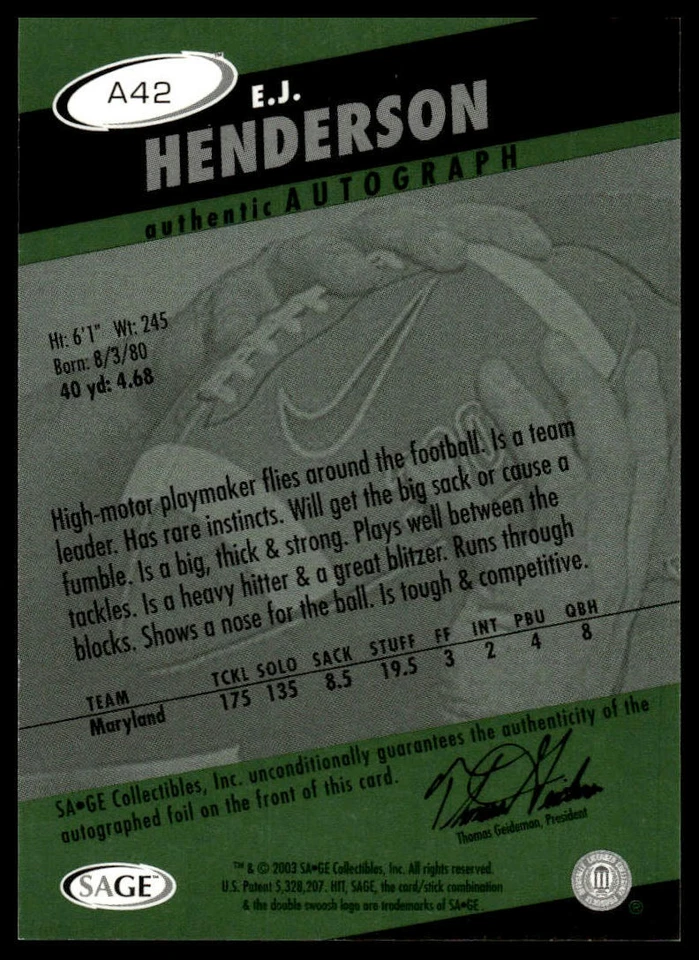 A42
E.J.
HENDERSON
authentic AUTOGRAPH
Ht: 6'1" Wt: 245
Born: 8/3/80
40 yd: 4.68
High-motor playmaker flies around the football. Is a team
leader. Has rare instincts. Will get the big sack or cause a
fumble. Is a big, thick & strong. Plays well between the
tackles. Is a heavy hitter & a great blitzer. Runs through
blocks. Shows a nose for the ball. Is tough & competitive.
TEAM TCKL SOLO SACK STUFF FF INT PBU QBH
Maryland 175 135 8.5 19.5 3 2 4 8
SA•GE Collectibles, Inc. unconditionally guarantees the authenticity of the
autographed foil on the front of this card.
Thomas Geideman, President
SAGE™
™ & © 2003 SA•GE Collectibles, Inc. All rights reserved.
U.S. Patent 5,328,207. HIT, SAGE, the card/stick combination
& the double swoosh logo are trademarks of SA•GE.